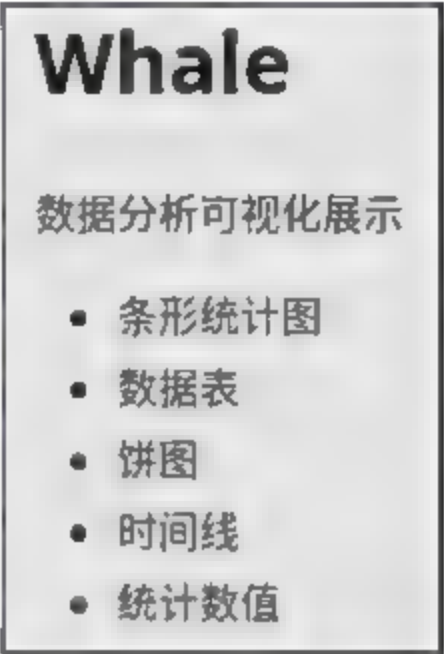 Whale
数据分析可视化展示
条形统计图
数据表
饼图
时间线
统计数值